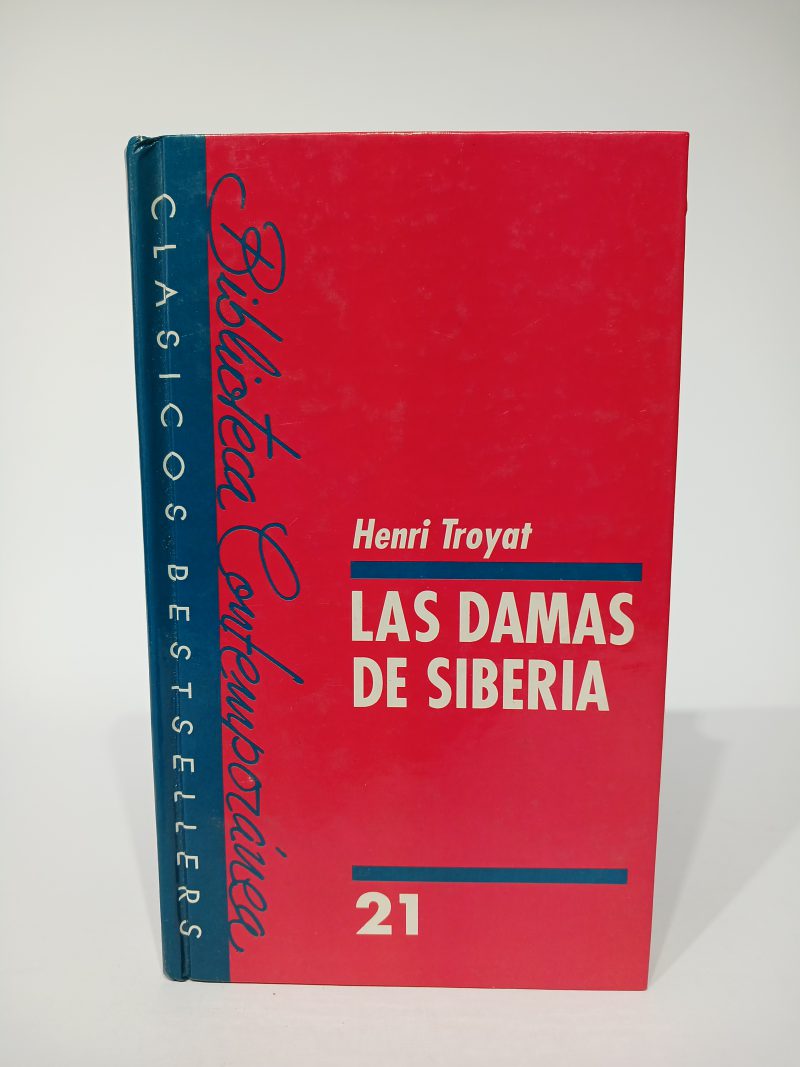 CLASICOS BESTSELLERS
Biblioteca Contemporánea
Henri Troyat
LAS DAMAS
DE SIBERIA
21